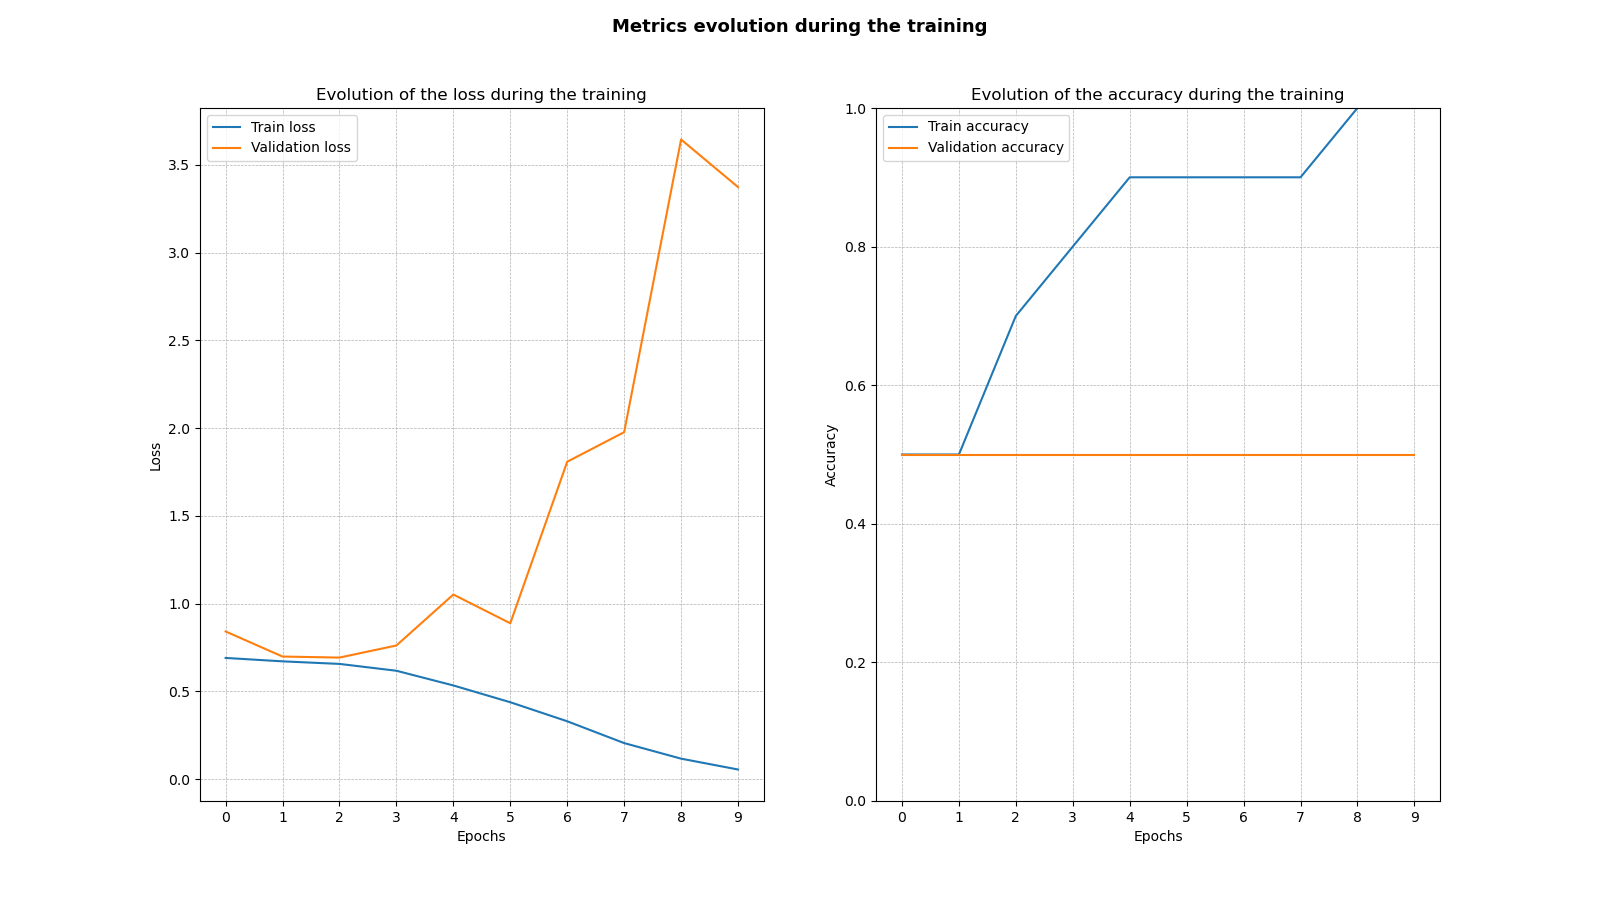 Metrics evolution during the training
Evolution of the loss during the training
Train loss
Validation loss
3.5
3.0
2.5
2.0
1.5
1.0
0.5
0.0
Loss
0 1 2 3 4 5 6 7 8 9
Epochs
Evolution of the accuracy during the training
Train accuracy
Validation accuracy
1.0
0.8
0.6
0.4
0.2
0.0
Accuracy
0 1 2 3 4 5 6 7 8 9
Epochs